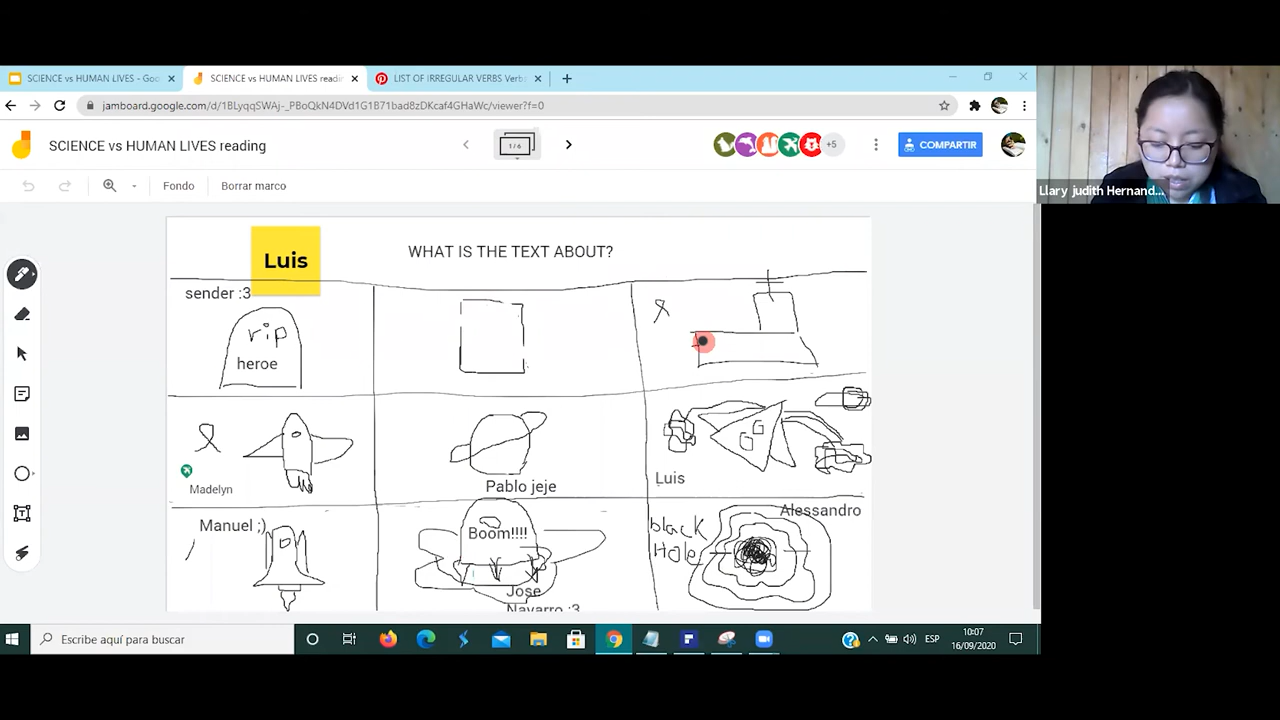 SCIENCE vs HUMAN LIVES - Goo
SCIENCE vs HUMAN LIVES readin
LIST OF IRREGULAR VERBS Verba
jamboard.google.com/d/1BLyqqSWAj-_PBoQkN4DVd1G1B71bad8zDKcaf4GHaWc/viewer?f=0
SCIENCE vs HUMAN LIVES reading
1/6
+5
COMPARTIR
Fondo
Borrar marco
Llary judith Hernand...
Luis
WHAT IS THE TEXT ABOUT?
sender :3
rip
heroe
Madelyn
Pablo jeje
Luis
Manuel ;)
Boom!!!!
Jose
Navarro :3
black
Hole
Alessandro
Escribe aquí para buscar
ESP
10:07
16/09/2020